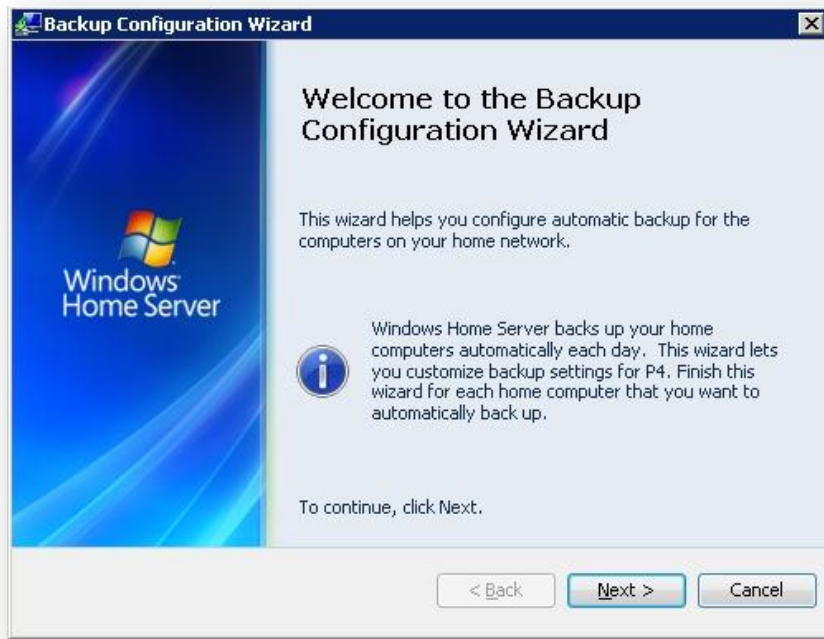 Backup Configuration Wizard
Welcome to the Backup
Configuration Wizard
This wizard helps you configure automatic backup for the
computers on your home network.
Windows
Home Server
Windows Home Server backs up your home
computers automatically each day. This wizard lets
you customize backup settings for P4. Finish this
wizard for each home computer that you want to
automatically back up.
To continue, click Next.
< Back
Next >
Cancel